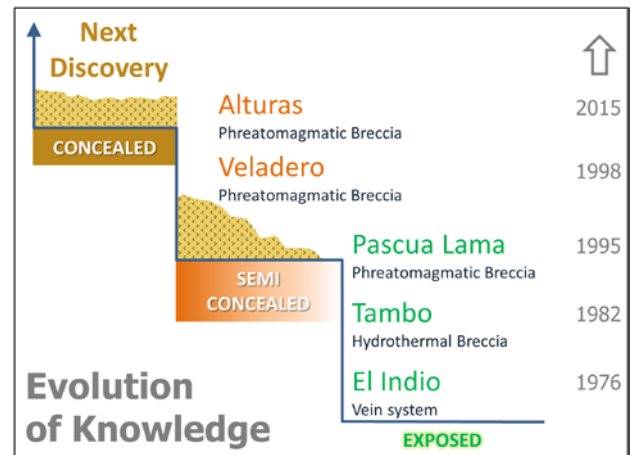 Next
Discovery
CONCEALED
Alturas
2015
Phreatomagmatic Breccia
Veladero
1998
Phreatomagmatic Breccia
SEMI
CONCEALED
Pascua Lama
1995
Phreatomagmatic Breccia
Tambo
1982
Hydrothermal Breccia
El Indio
1976
Vein system
EXPOSED
Evolution
of Knowledge